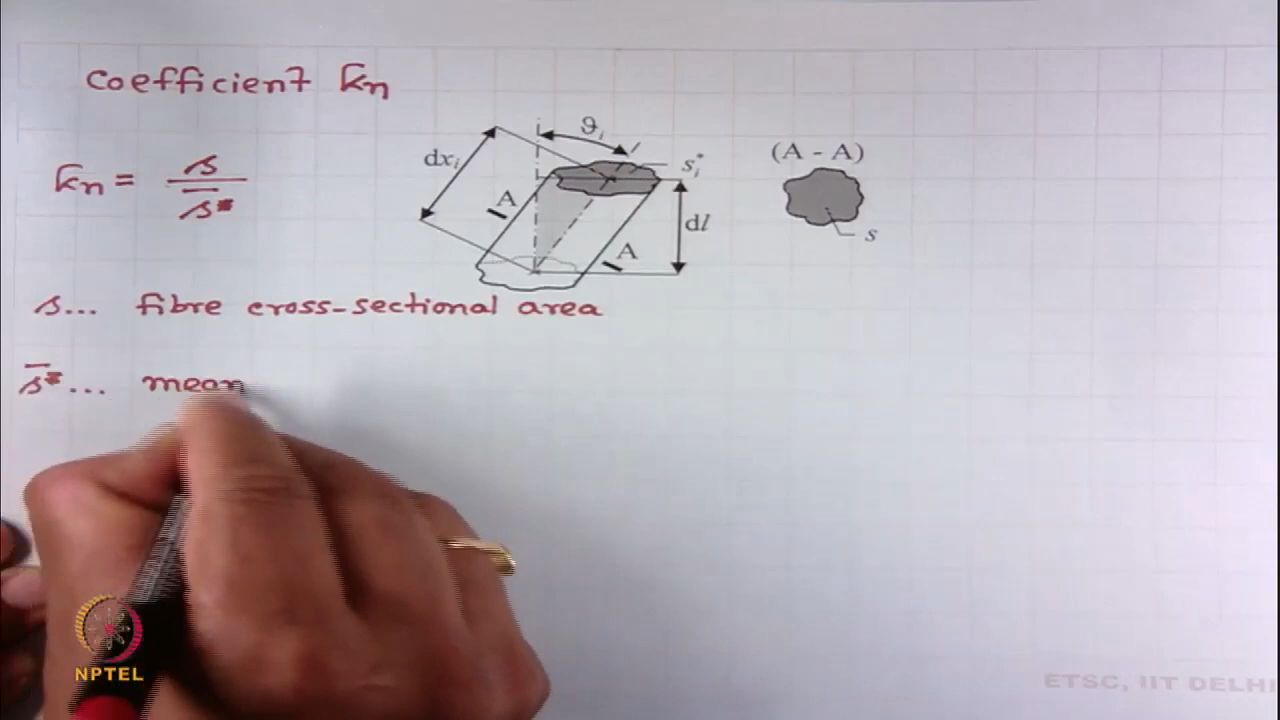 coefficient kn
kn = s / s̄*
dxi
ϑi
si*
A
A
dl
(A - A)
s
s... fibre cross-sectional area
s̄*... mean
NPTEL
ETSC, IIT DELHI